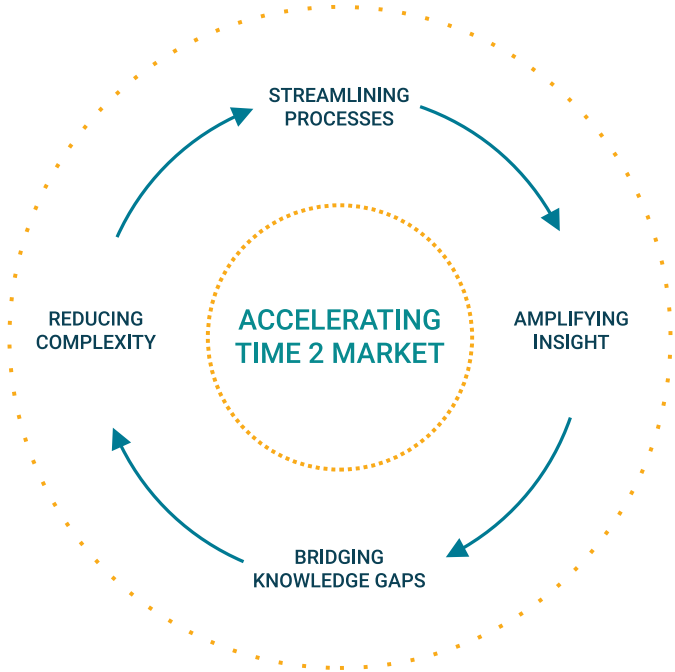 STREAMLINING
PROCESSES
REDUCING
COMPLEXITY
ACCELERATING
TIME 2 MARKET
AMPLIFYING
INSIGHT
BRIDGING
KNOWLEDGE GAPS